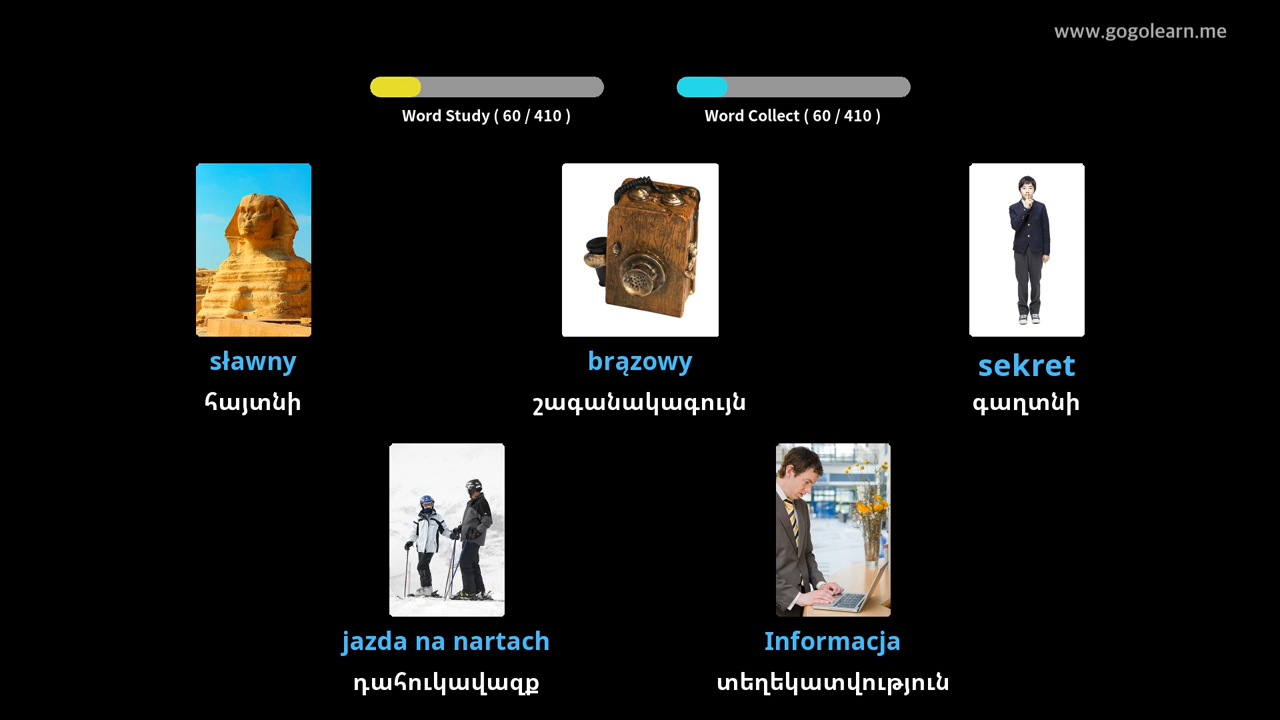 www.gogolearn.me
Word Study ( 60 / 410 )
Word Collect ( 60 / 410 )
sławny
հայտնի
brązowy
շագանակագույն
sekret
գաղտնի
jazda na nartach
դահուկավազք
Informacja
տեղեկատվություն